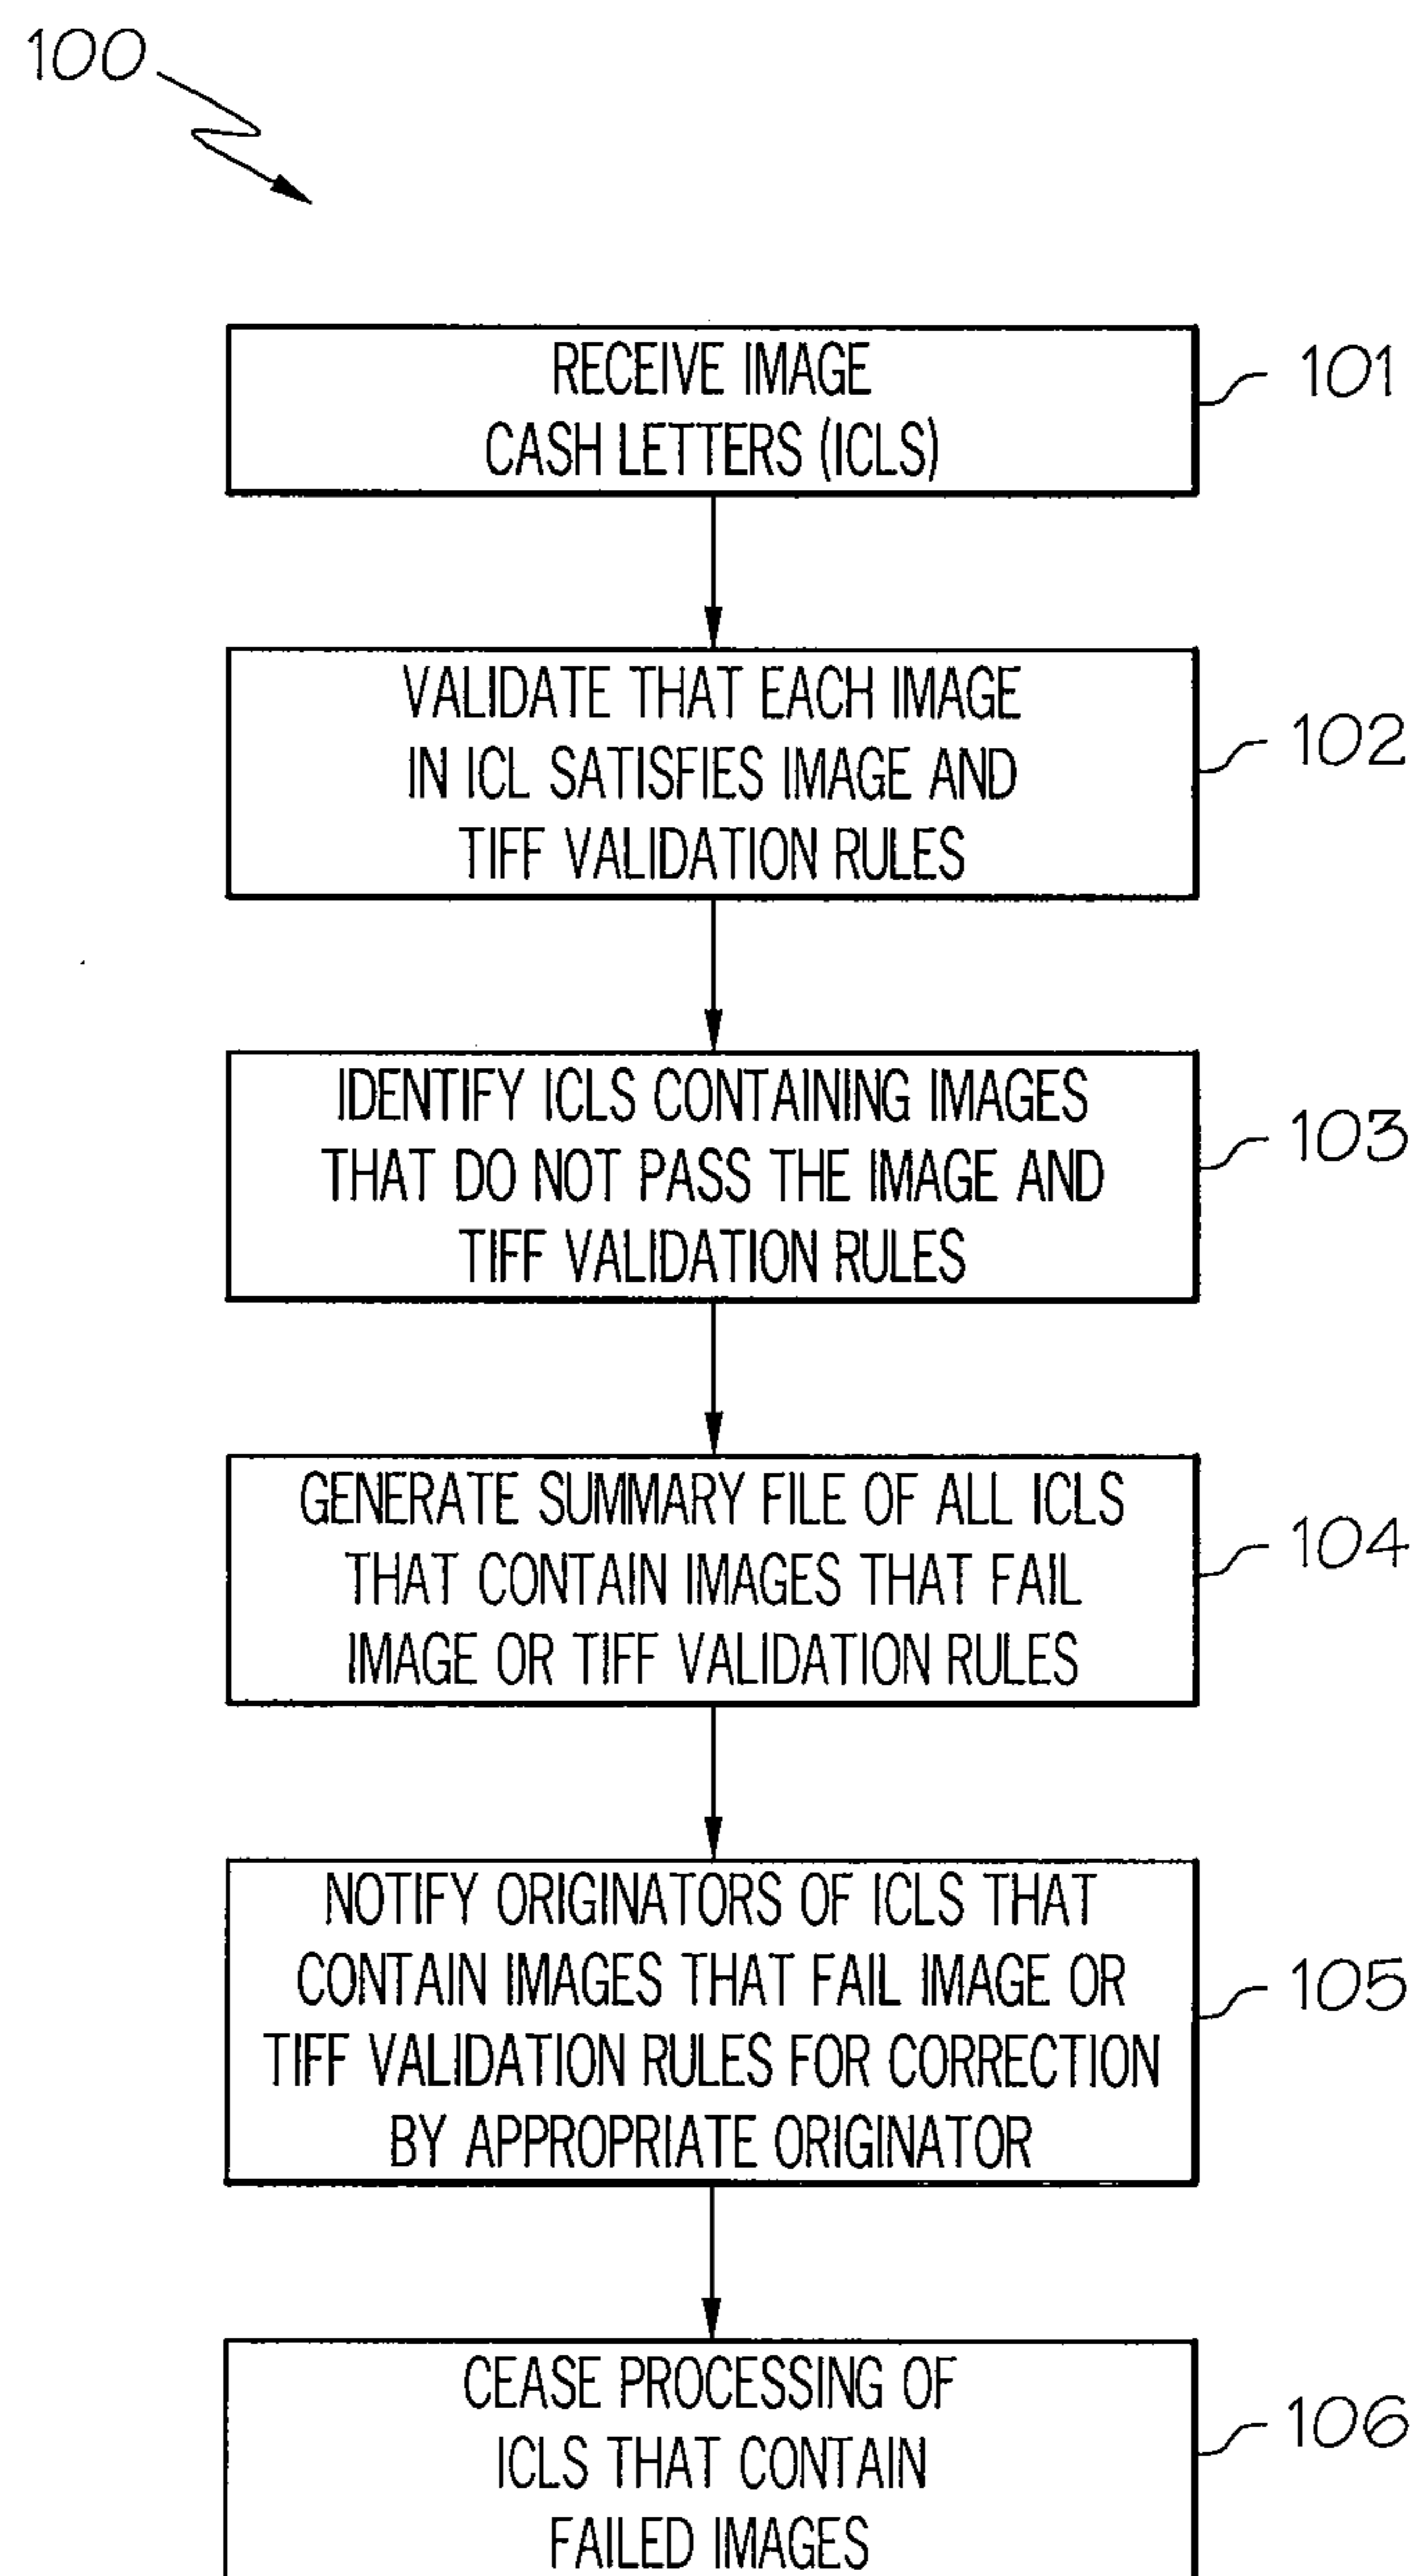 100
RECEIVE IMAGE
CASH LETTERS (ICLS)
101
VALIDATE THAT EACH IMAGE
IN ICL SATISFIES IMAGE AND
TIFF VALIDATION RULES
102
IDENTIFY ICLS CONTAINING IMAGES
THAT DO NOT PASS THE IMAGE AND
TIFF VALIDATION RULES
103
GENERATE SUMMARY FILE OF ALL ICLS
THAT CONTAIN IMAGES THAT FAIL
IMAGE OR TIFF VALIDATION RULES
104
NOTIFY ORIGINATORS OF ICLS THAT
CONTAIN IMAGES THAT FAIL IMAGE OR
TIFF VALIDATION RULES FOR CORRECTION
BY APPROPRIATE ORIGINATOR
105
CEASE PROCESSING OF
ICLS THAT CONTAIN
FAILED IMAGES
106